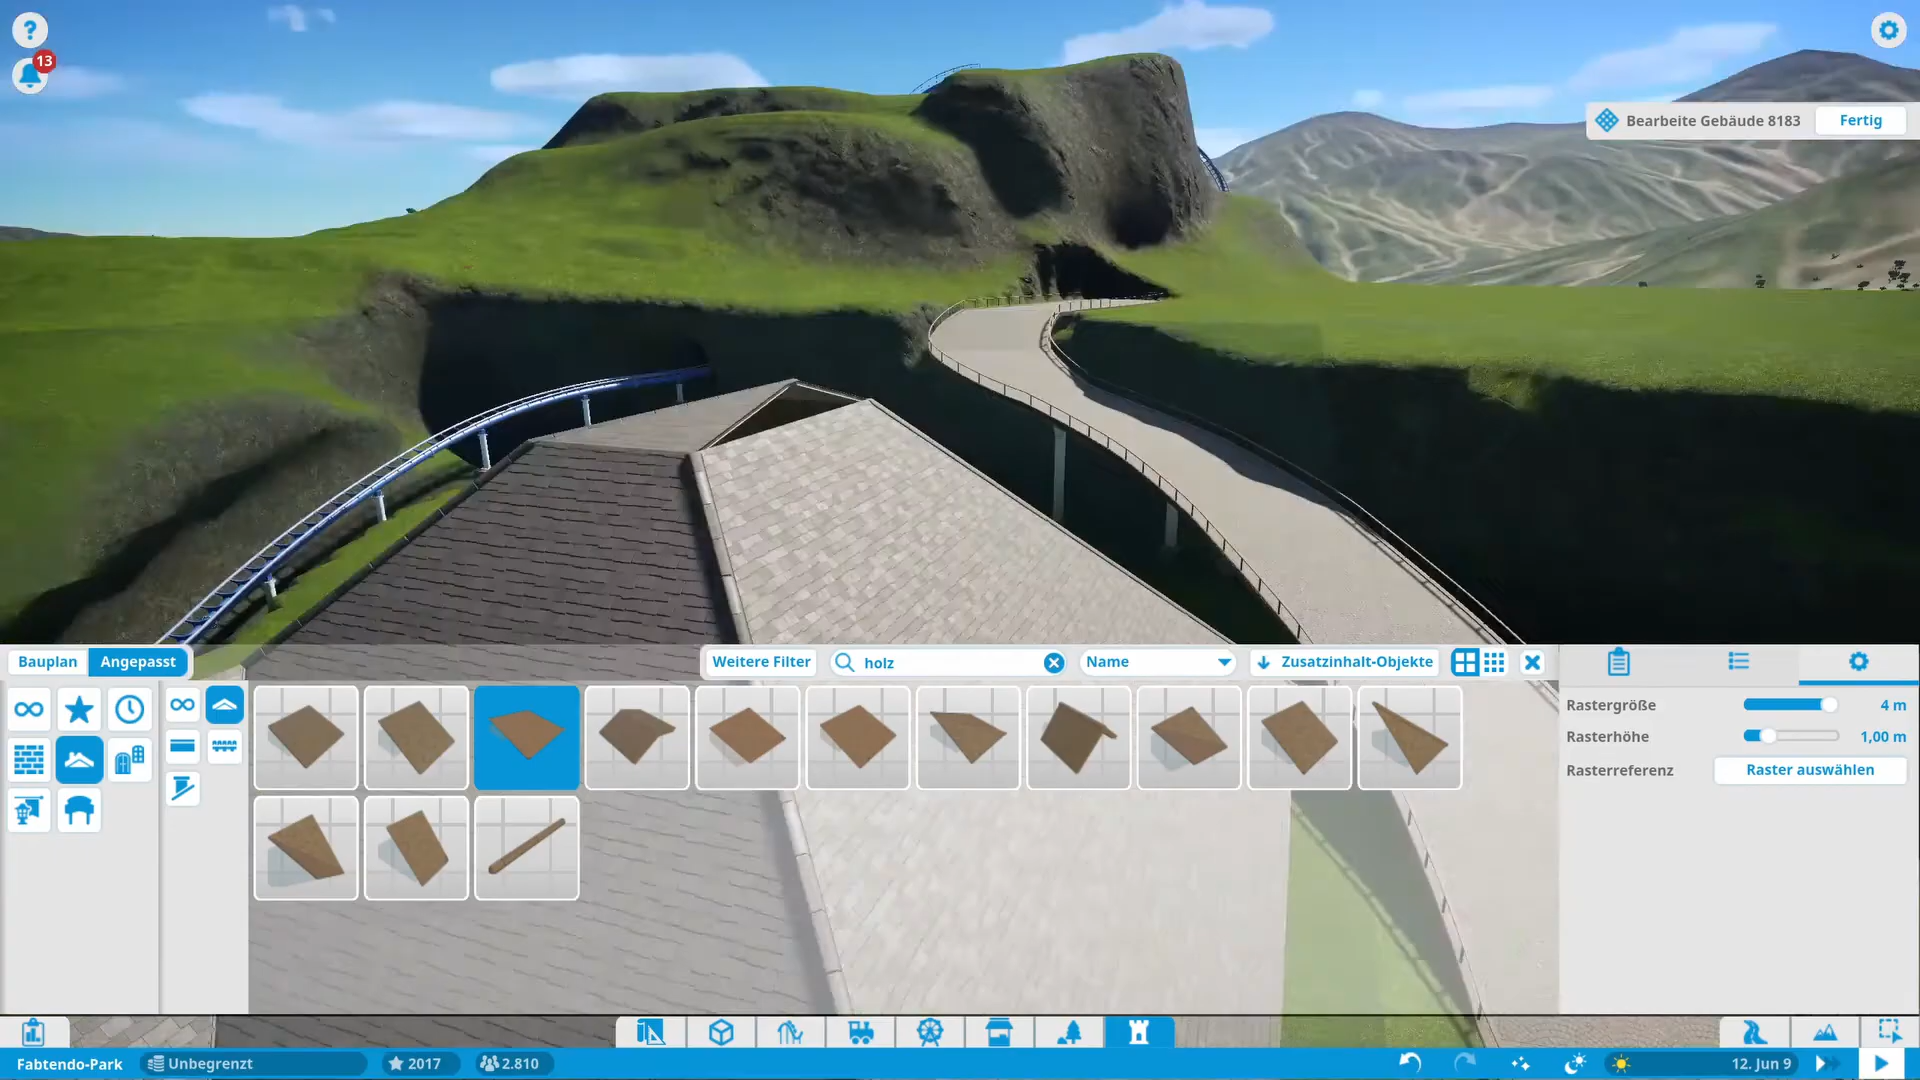 ?
13
Bearbeite Gebäude 8183
Fertig
Bauplan
Angepasst
Weitere Filter
holz
Name
Zusatzinhalt-Objekte
Rastergröße
4 m
Rasterhöhe
1,00 m
Rasterreferenz
Raster auswählen
Fabtendo-Park
Unbegrenzt
2017
2.810
12. Jun 9